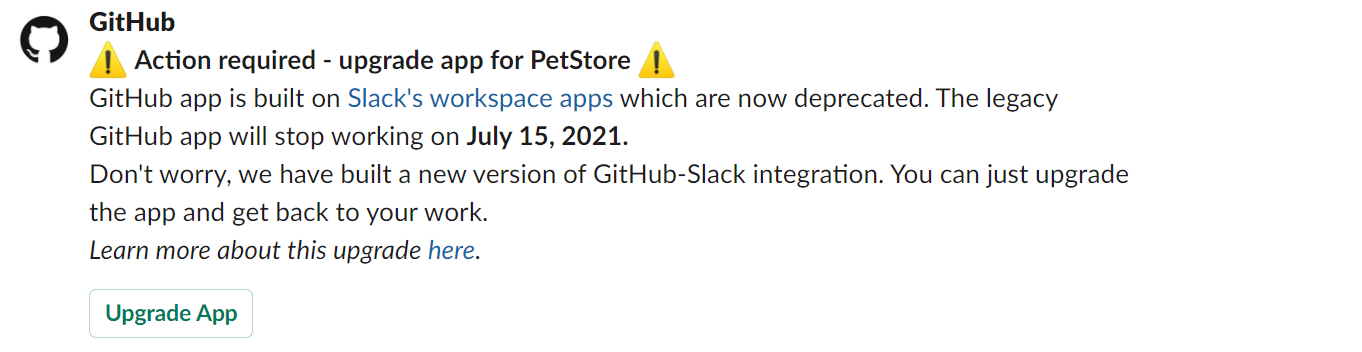 GitHub
⚠️ Action required - upgrade app for PetStore ⚠️
GitHub app is built on Slack's workspace apps which are now deprecated. The legacy
GitHub app will stop working on July 15, 2021.
Don't worry, we have built a new version of GitHub-Slack integration. You can just upgrade
the app and get back to your work.
Learn more about this upgrade here.
Upgrade App